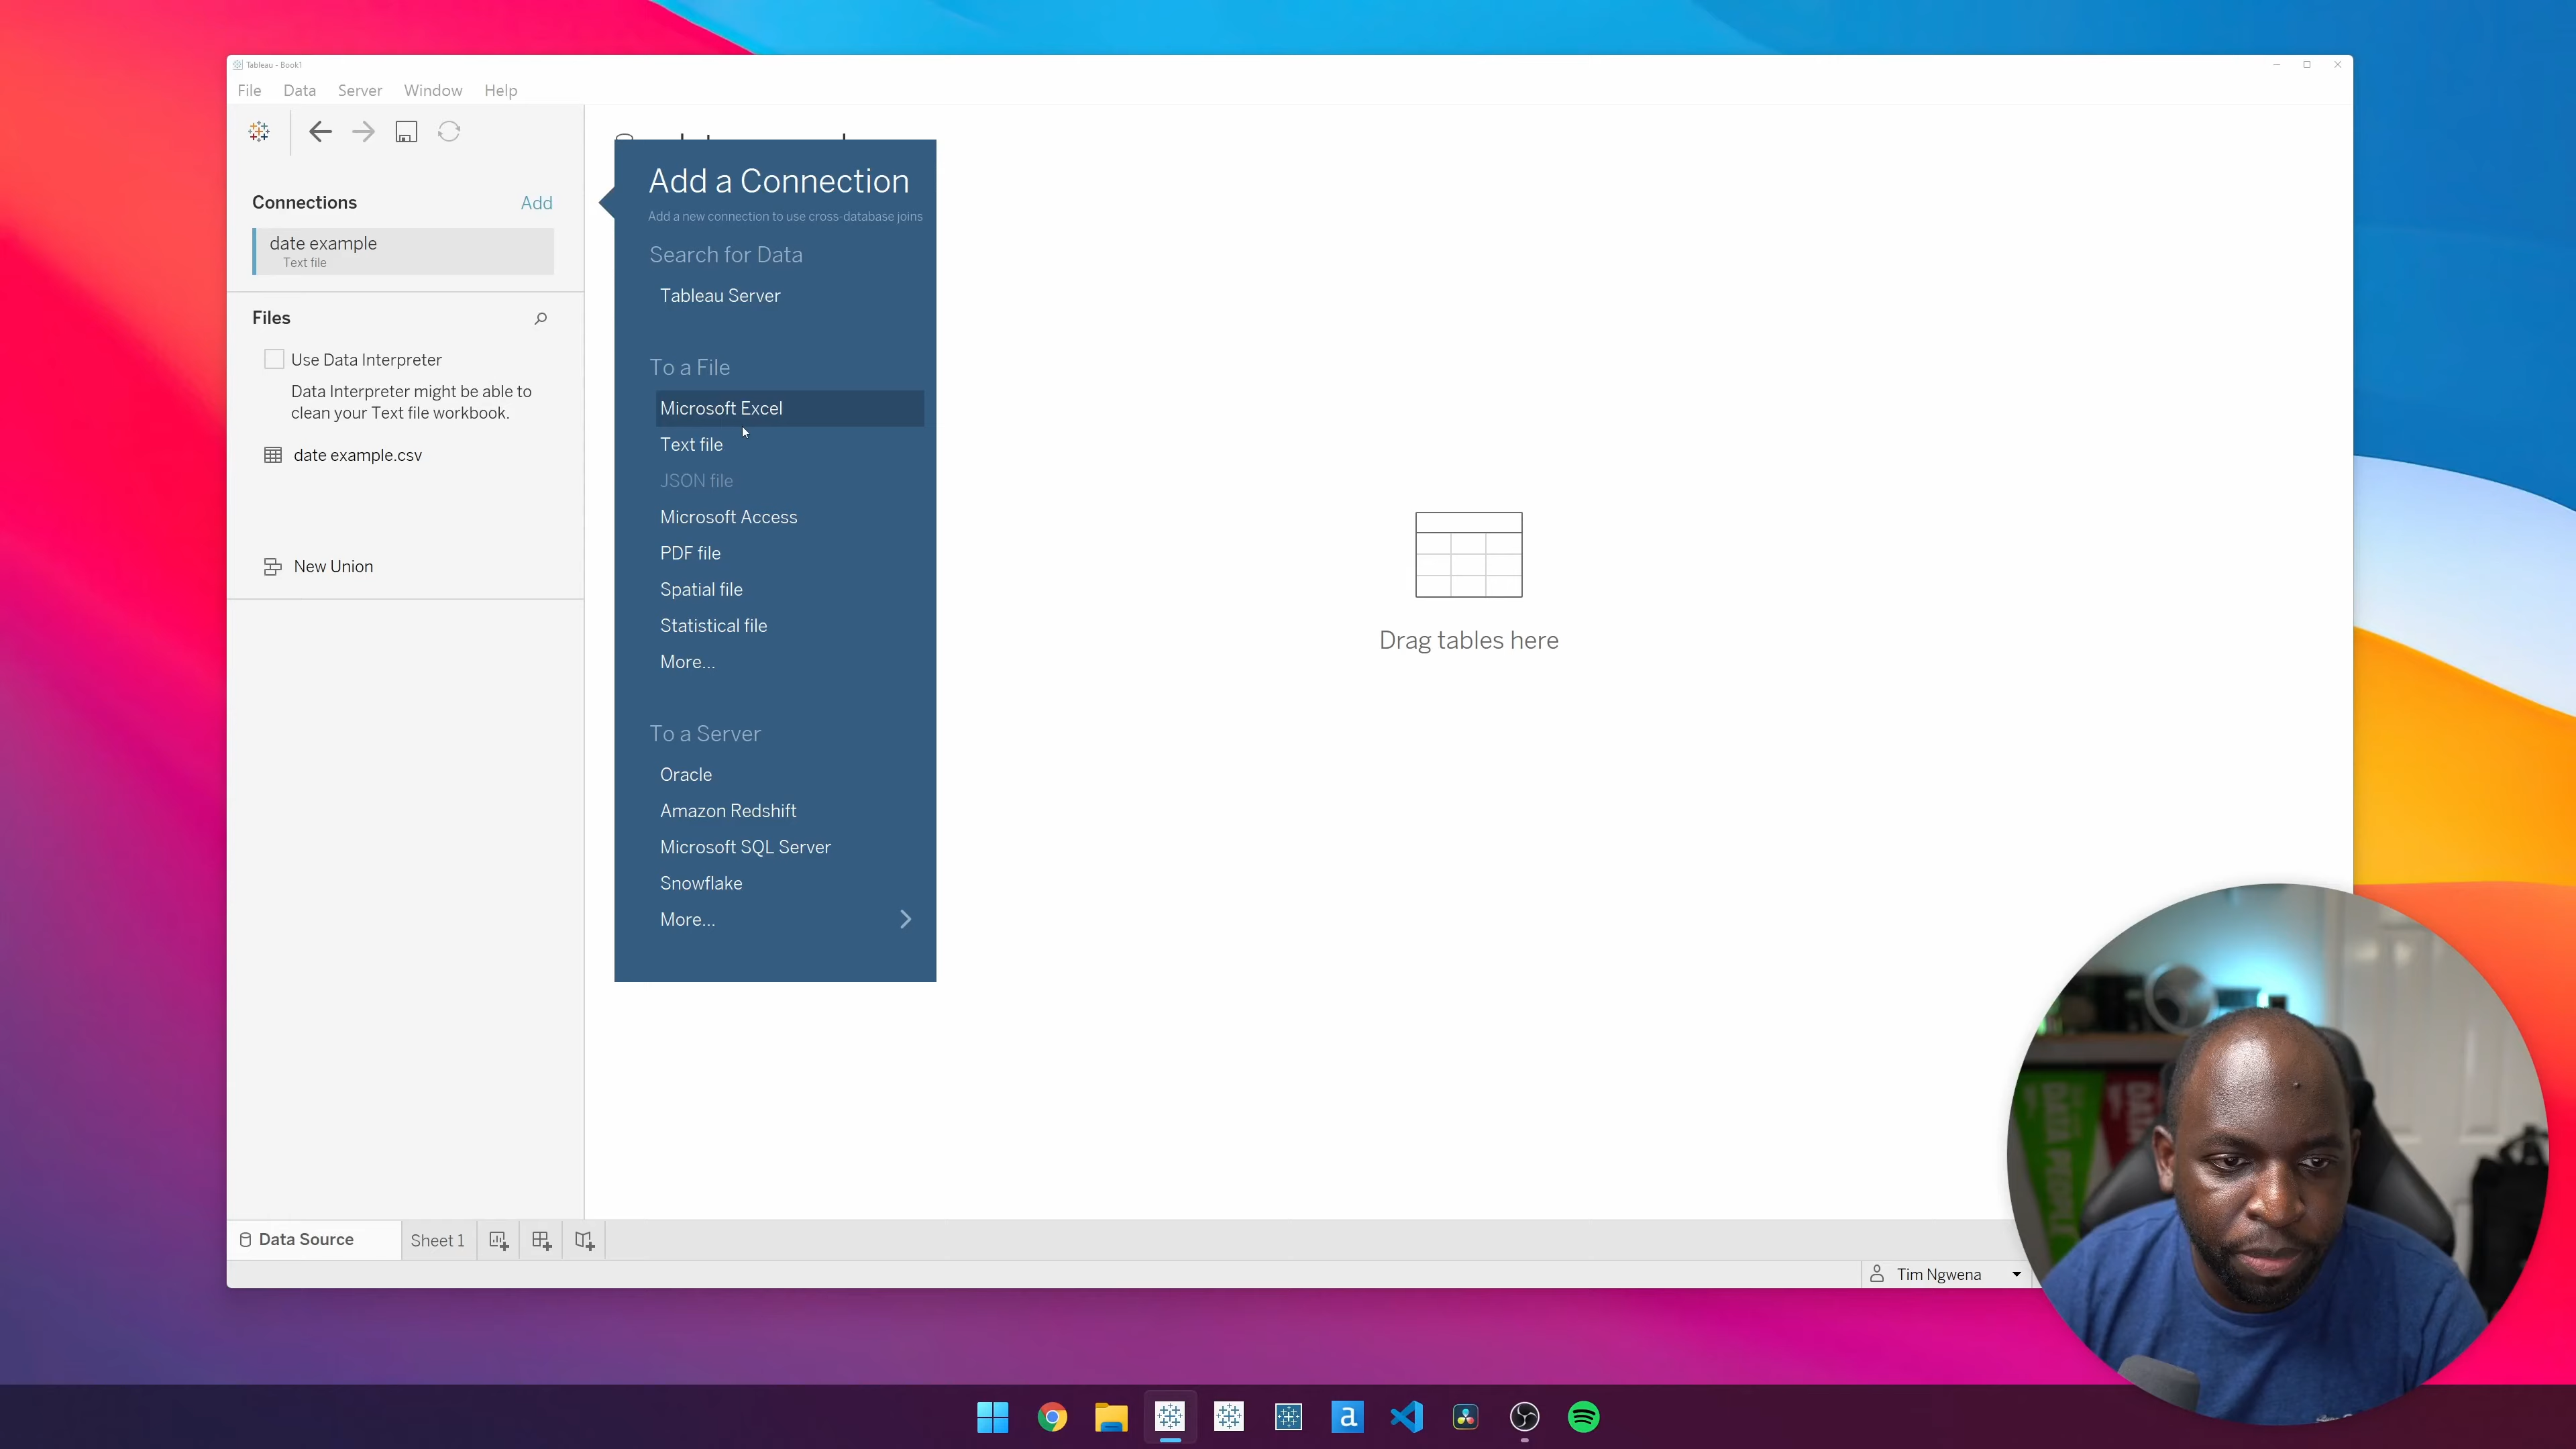 Tableau - Book1
File Data Server Window Help
Connections Add
date example
Text file
Files
Use Data Interpreter
Data Interpreter might be able to
clean your Text file workbook.
date example.csv
New Union
Add a Connection
Add a new connection to use cross-database joins
Search for Data
Tableau Server
To a File
Microsoft Excel
Text file
JSON file
Microsoft Access
PDF file
Spatial file
Statistical file
More...
To a Server
Oracle
Amazon Redshift
Microsoft SQL Server
Snowflake
More...
Drag tables here
Data Source Sheet 1
Tim Ngwena
DATA PEOPLE
a